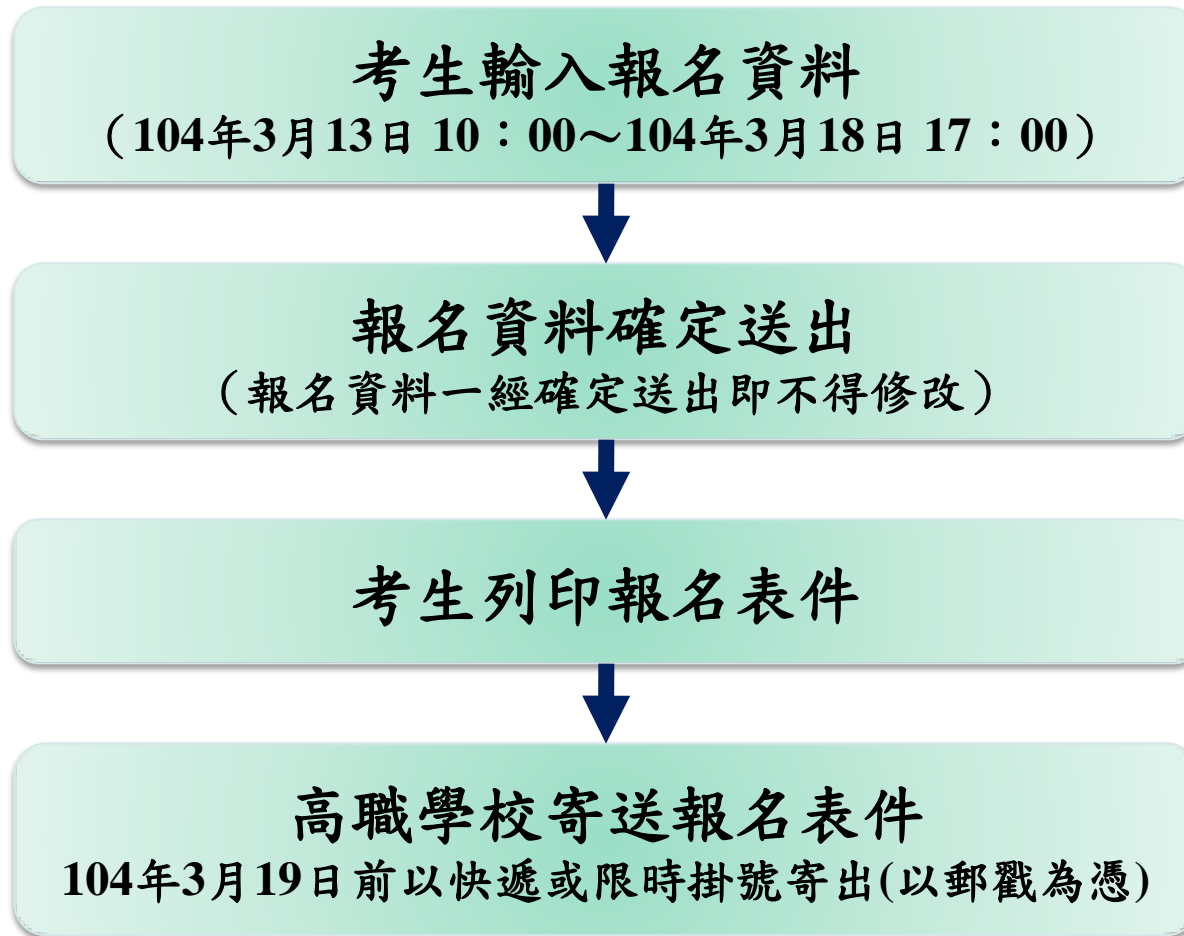 考生輸入報名資料
（104年3月13日 10：00～104年3月18日 17：00）
報名資料確定送出
（報名資料一經確定送出即不得修改）
考生列印報名表件
高職學校寄送報名表件
104年3月19日前以快遞或限時掛號寄出(以郵戳為憑)